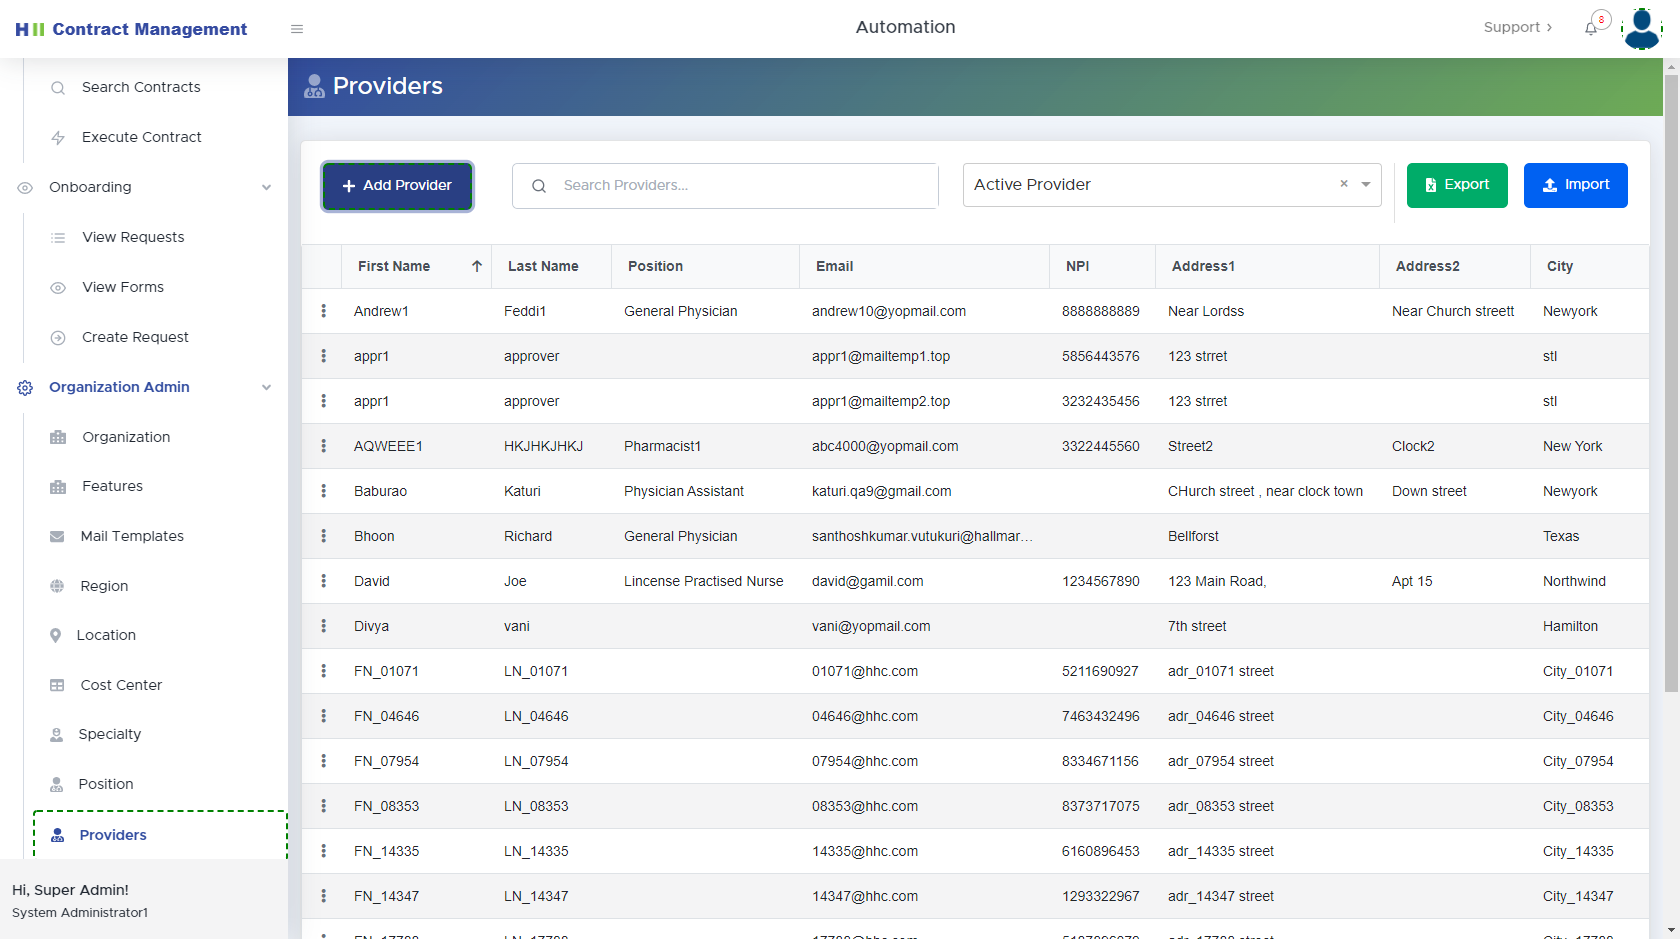 Contract Management
Automation
Support
8
Search Contracts
Execute Contract
Onboarding
View Requests
View Forms
Create Request
Organization Admin
Organization
Features
Mail Templates
Region
Location
Cost Center
Specialty
Position
Providers
Hi, Super Admin!
System Administrator1
Providers
Add Provider
Search Providers...
Active Provider
Export
Import
First Name Last Name Position Email NPI Address1 Address2 City
Andrew1 Feddi1 General Physician andrew10@yopmail.com 8888888889 Near Lordss Near Church streett Newyork
appr1 approver appr1@mailtemp1.top 5856443576 123 strret stl
appr1 approver appr1@mailtemp2.top 3232435456 123 strret stl
AQWEEE1 HKJHKJHKJ Pharmacist1 abc4000@yopmail.com 3322445560 Street2 Clock2 New York
Baburao Katuri Physician Assistant katuri.qa9@gmail.com CHurch street , near clock town Down street Newyork
Bhoon Richard General Physician santhoshkumar.vutukuri@hallmar... Bellforst Texas
David Joe Lincense Practised Nurse david@gamil.com 1234567890 123 Main Road, Apt 15 Northwind
Divya vani vani@yopmail.com 7th street Hamilton
FN_01071 LN_01071 01071@hhc.com 5211690927 adr_01071 street City_01071
FN_04646 LN_04646 04646@hhc.com 7463432496 adr_04646 street City_04646
FN_07954 LN_07954 07954@hhc.com 8334671156 adr_07954 street City_07954
FN_08353 LN_08353 08353@hhc.com 8373717075 adr_08353 street City_08353
FN_14335 LN_14335 14335@hhc.com 6160896453 adr_14335 street City_14335
FN_14347 LN_14347 14347@hhc.com 1293322967 adr_14347 street City_14347